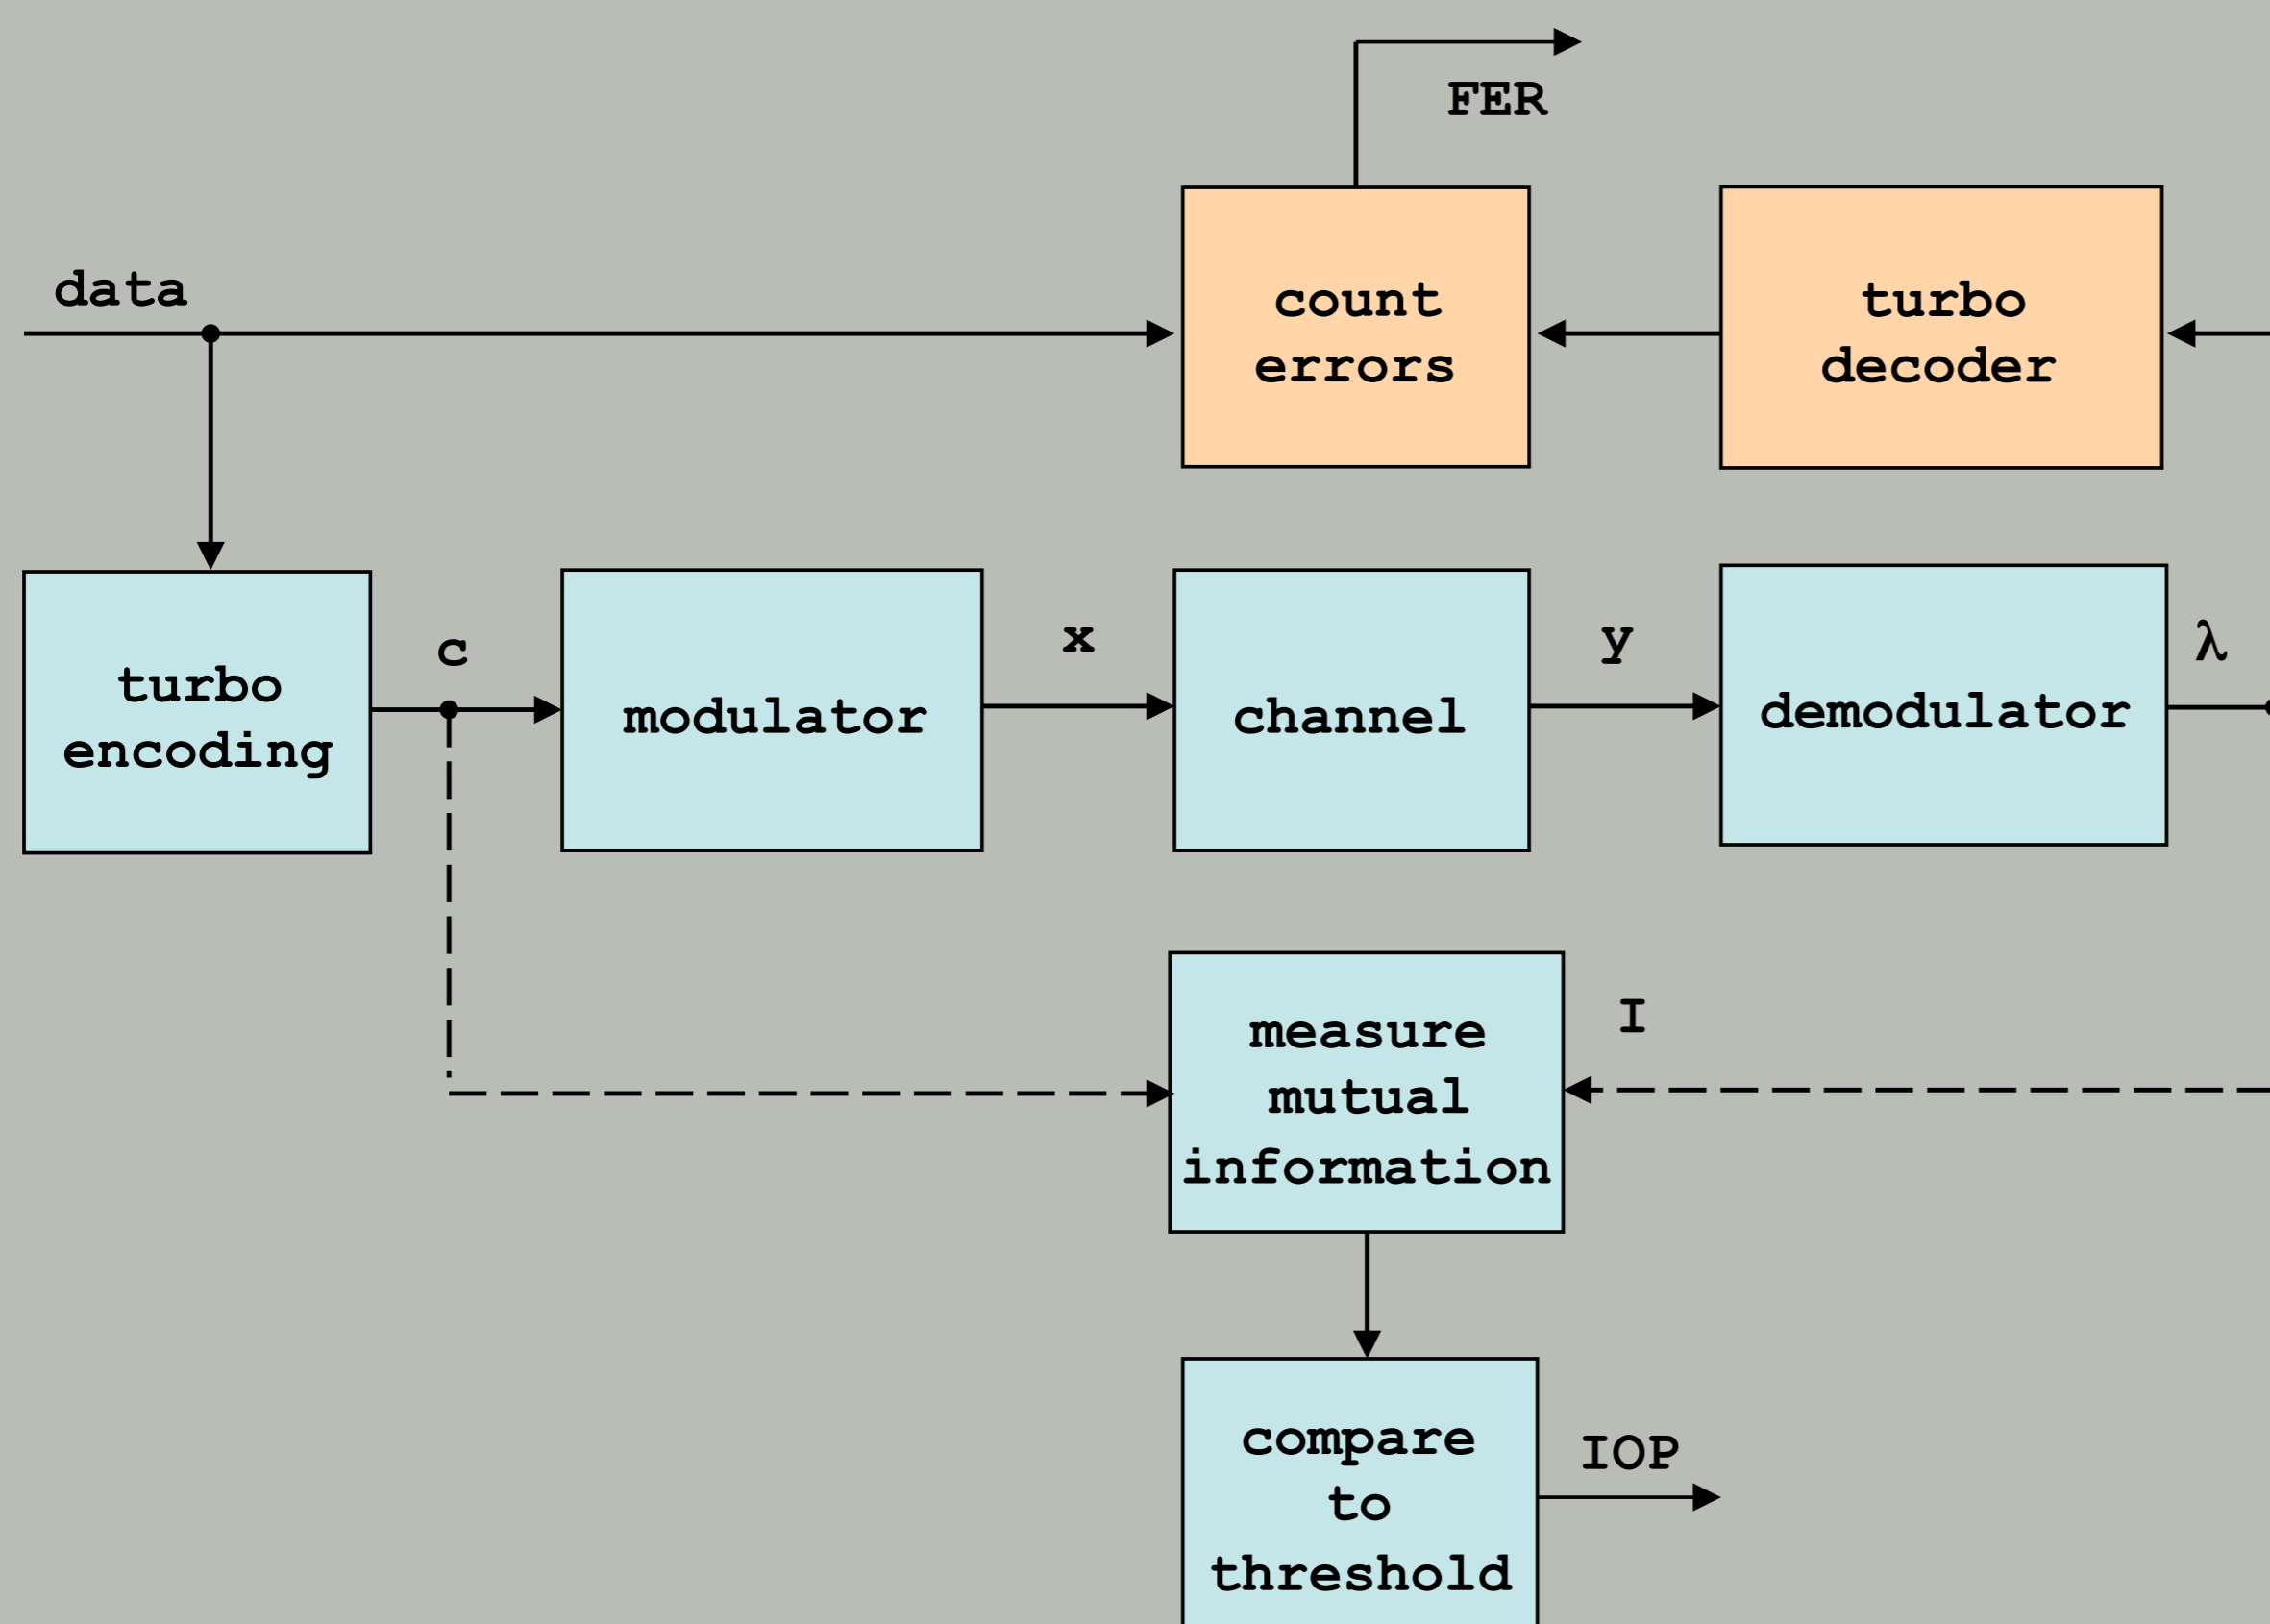 FER
data
count
errors
turbo
decoder
turbo
encoding
c
modulator
x
channel
y
demodulator
λ
measure
mutual
information
I
compare
to
threshold
IOP